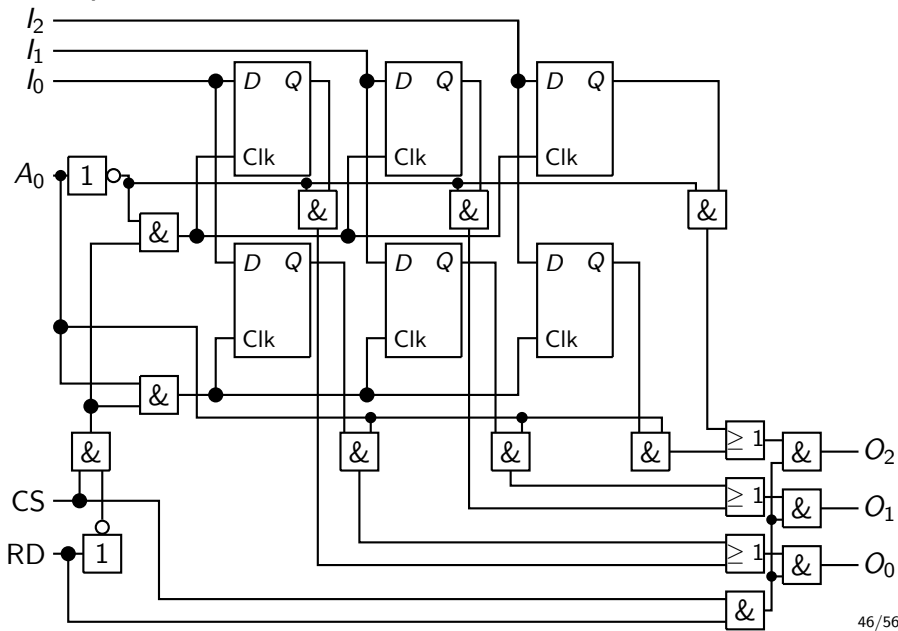 I₂
I₁
I₀
D Q D Q D Q
Clk Clk Clk
A₀ 1
& & &
&
D Q D Q D Q
Clk Clk Clk
&
≥ 1 & O₂
& & & &
CS ≥ 1 & O₁
RD 1 ≥ 1 & O₀
&
46/56